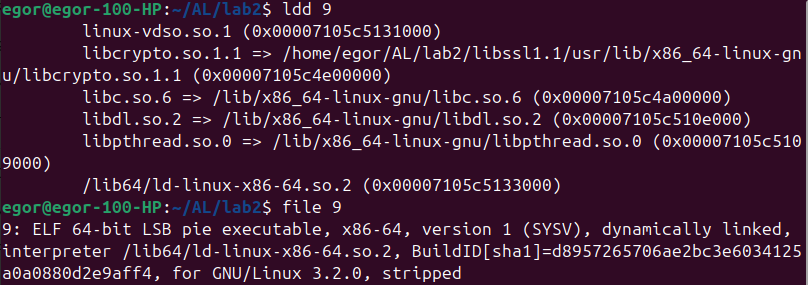 egor@egor-100-HP:~/AL/lab2$ ldd 9
        linux-vdso.so.1 (0x00007105c5131000)
        libcrypto.so.1.1 => /home/egor/AL/lab2/libssl1.1/usr/lib/x86_64-linux-gn
u/libcrypto.so.1.1 (0x00007105c4e00000)
        libc.so.6 => /lib/x86_64-linux-gnu/libc.so.6 (0x00007105c4a00000)
        libdl.so.2 => /lib/x86_64-linux-gnu/libdl.so.2 (0x00007105c510e000)
        libpthread.so.0 => /lib/x86_64-linux-gnu/libpthread.so.0 (0x00007105c510
9000)
        /lib64/ld-linux-x86-64.so.2 (0x00007105c5133000)
egor@egor-100-HP:~/AL/lab2$ file 9
9: ELF 64-bit LSB pie executable, x86-64, version 1 (SYSV), dynamically linked,
interpreter /lib64/ld-linux-x86-64.so.2, BuildID[sha1]=d8957265706ae2bc3e6034125
a0a0880d2e9aff4, for GNU/Linux 3.2.0, stripped